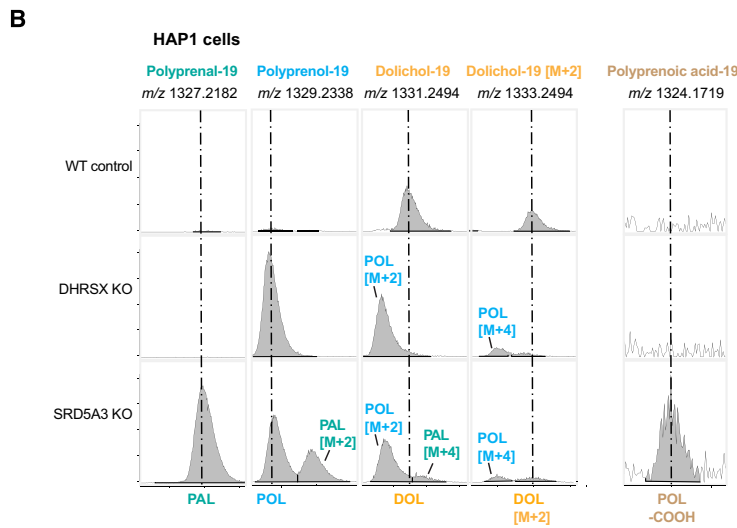 B
HAP1 cells
Polyprenal-19 Polyprenol-19 Dolichol-19 Dolichol-19 [M+2] Polyprenoic acid-19
m/z 1327.2182 m/z 1329.2338 m/z 1331.2494 m/z 1333.2494 m/z 1324.1719
WT control
DHRSX KO
POL
[M+2]
POL
[M+4]
SRD5A3 KO
PAL
[M+2]
POL
[M+2]
PAL
[M+4]
POL
[M+4]
PAL POL DOL DOL
[M+2]
POL
-COOH